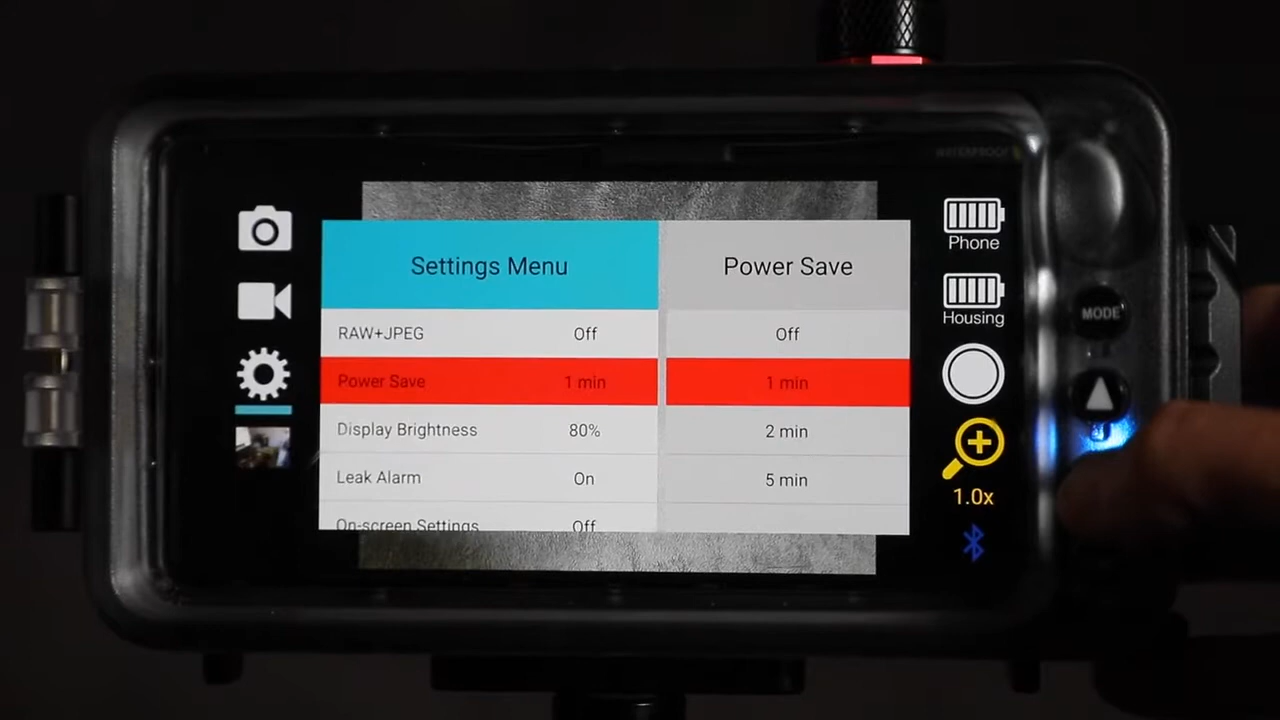 WATERPROOF
Settings Menu
Power Save
RAW+JPEG Off
Off
Power Save 1 min
1 min
Display Brightness 80%
2 min
Leak Alarm On
5 min
On-screen Settings Off
Phone
Housing
1.0x
MODE